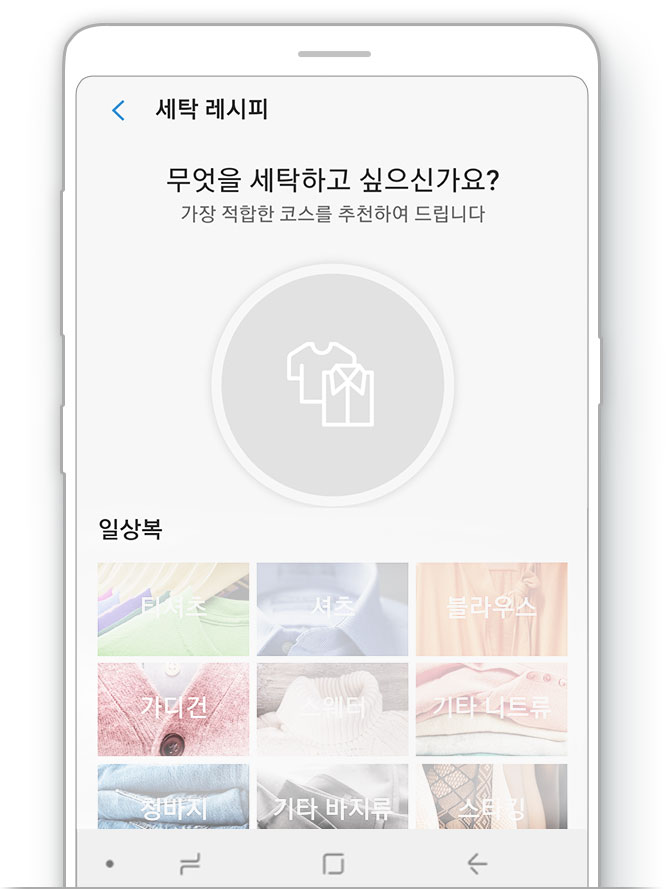 세탁 레시피
무엇을 세탁하고 싶으신가요?
가장 적합한 코스를 추천하여 드립니다
일상복
티셔츠
셔츠
블라우스
가디건
스웨터
기타 니트류
청바지
기타 바지류
스타킹